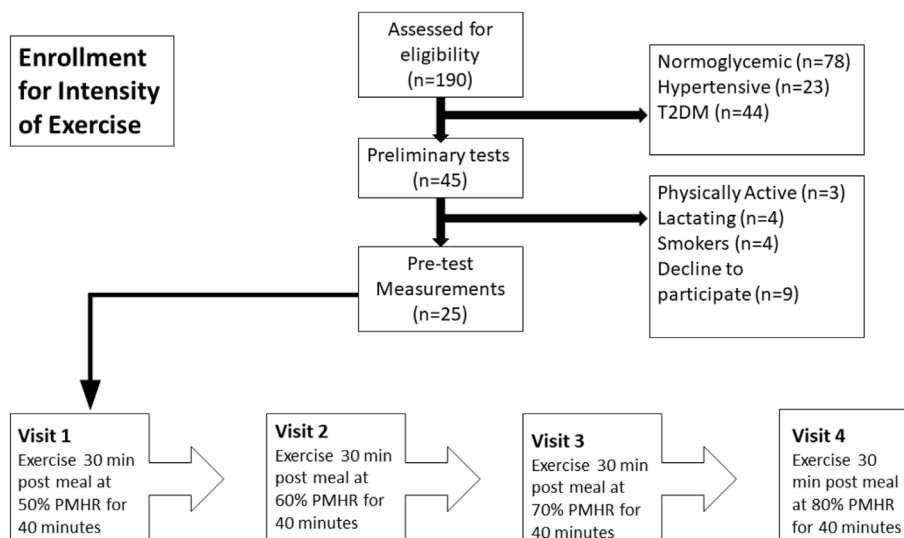 Enrollment
for Intensity
of Exercise
Assessed for
eligibility
(n=190)
Normoglycemic (n=78)
Hypertensive (n=23)
T2DM (n=44)
Preliminary tests
(n=45)
Physically Active (n=3)
Lactating (n=4)
Smokers (n=4)
Decline to
participate (n=9)
Pre-test
Measurements
(n=25)
Visit 1
Exercise 30 min
post meal at
50% PMHR for
40 minutes
Visit 2
Exercise 30 min
post meal at
60% PMHR for
40 minutes
Visit 3
Exercise 30 min
post meal at
70% PMHR for
40 minutes
Visit 4
Exercise 30
min post meal
at 80% PMHR
for 40 minutes